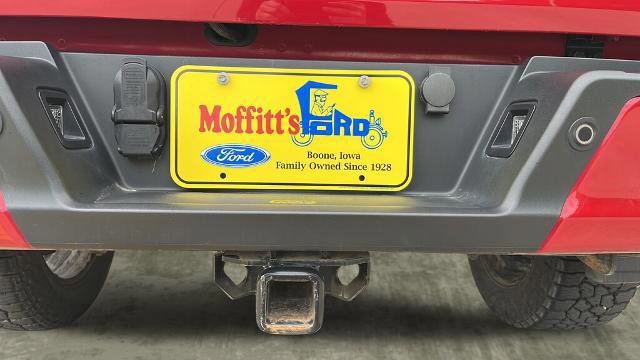 Moffitt's FORD
Ford
Boone, Iowa
Family Owned Since 1928